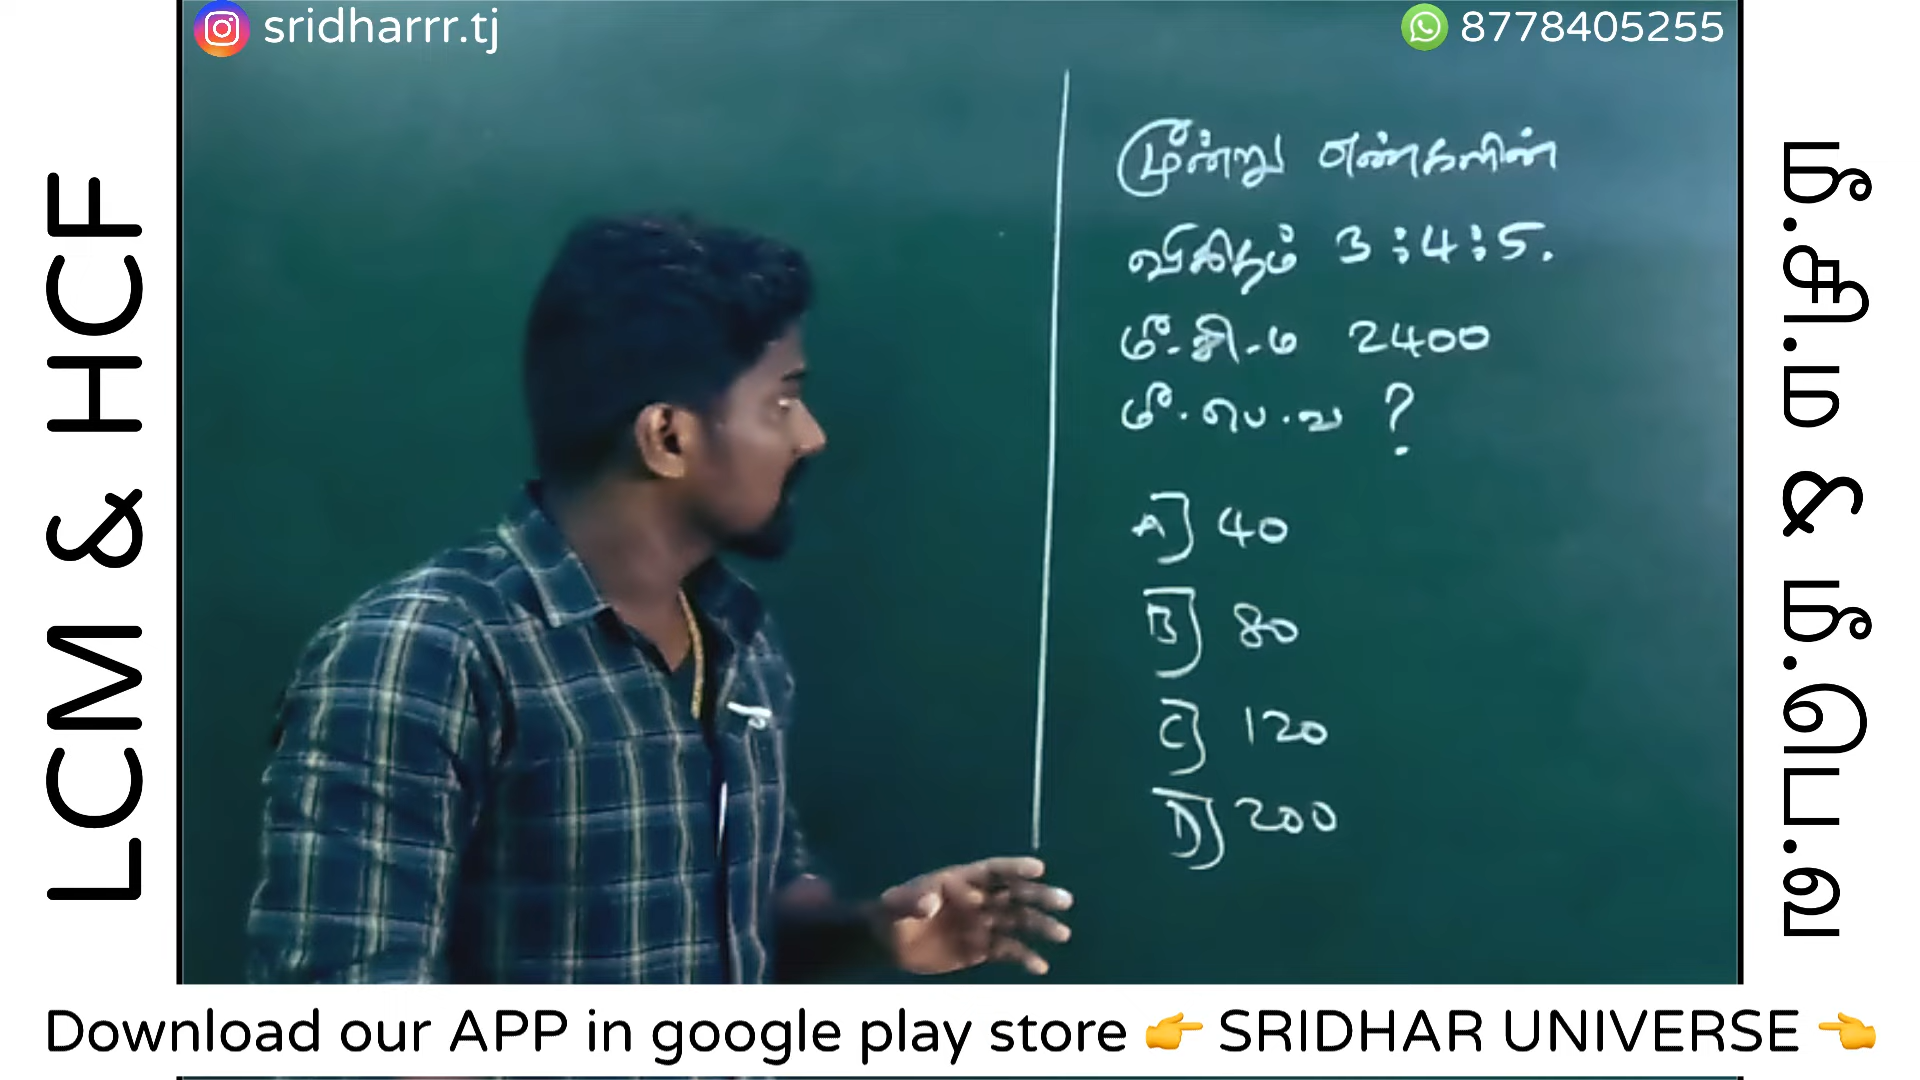 sridharrr.tj
8778405255
LCM & HCF
மூன்று எண்களின்
விகிதம் 3:4:5.
மீ.சி.ம 2400
மீ.பெ.வ ?
A] 40
B] 80
C] 120
D] 200
மீ.சி.ம & மீ.பெ.வ
Download our APP in google play store 👉 SRIDHAR UNIVERSE 👈